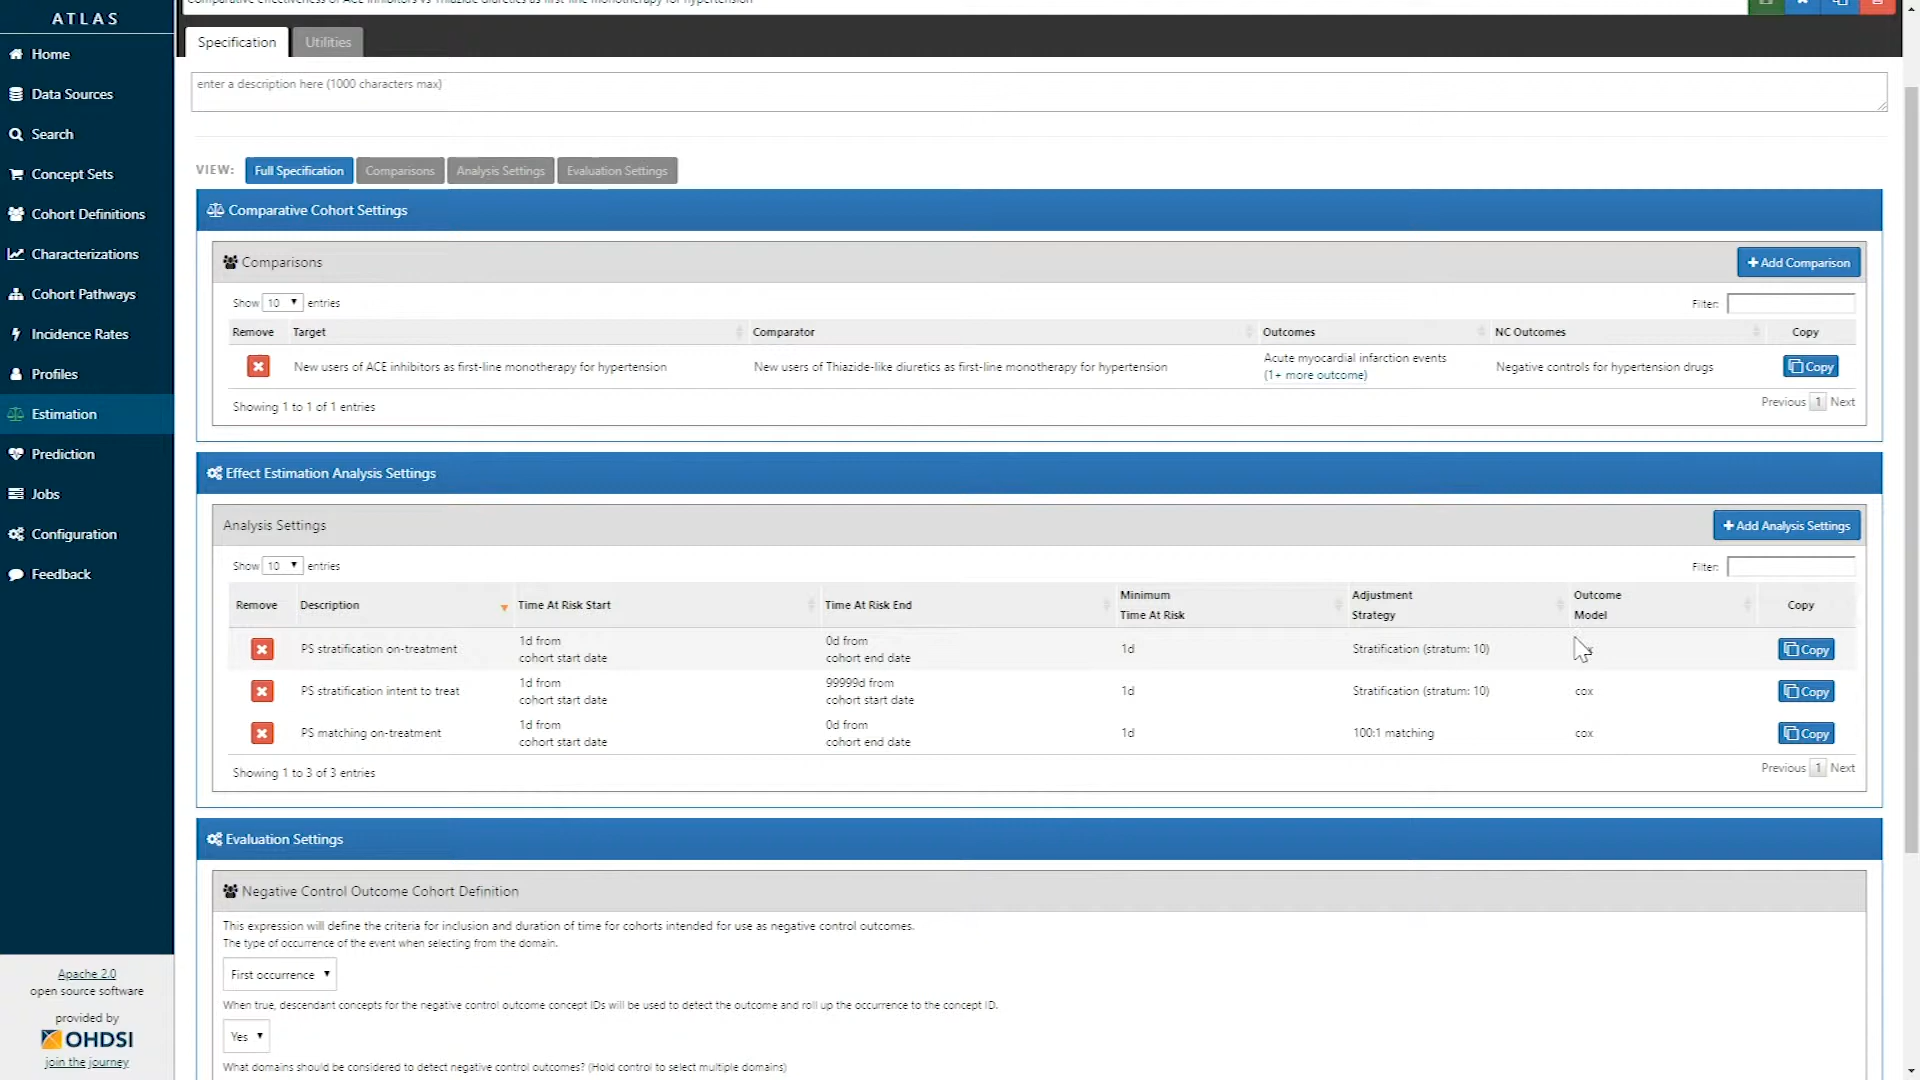 ATLAS
Comparative effectiveness of ACE inhibitors vs Thiazide diuretics as first-line monotherapy for hypertension
Home
Data Sources
Search
Concept Sets
Cohort Definitions
Characterizations
Cohort Pathways
Incidence Rates
Profiles
Estimation
Prediction
Jobs
Configuration
Feedback
Apache 2.0
open source software
provided by
OHDSI
join the journey
Specification Utilities
enter a description here (1000 characters max)
VIEW: Full Specification Comparisons Analysis Settings Evaluation Settings
Comparative Cohort Settings
Comparisons
Add Comparison
Show 10 entries
Filter:
Remove Target Comparator Outcomes NC Outcomes Copy
New users of ACE inhibitors as first-line monotherapy for hypertension New users of Thiazide-like diuretics as first-line monotherapy for hypertension Acute myocardial infarction events Negative controls for hypertension drugs Copy
(1+ more outcome)
Showing 1 to 1 of 1 entries
Previous 1 Next
Effect Estimation Analysis Settings
Analysis Settings
Add Analysis Settings
Show 10 entries
Filter:
Remove Description Time At Risk Start Time At Risk End Minimum Time At Risk Adjustment Strategy Outcome Model Copy
PS stratification on-treatment 1d from cohort start date 0d from cohort end date 1d Stratification (stratum: 10) Copy
PS stratification intent to treat 1d from cohort start date 99999d from cohort start date 1d Stratification (stratum: 10) cox Copy
PS matching on-treatment 1d from cohort start date 0d from cohort end date 1d 100:1 matching cox Copy
Showing 1 to 3 of 3 entries
Previous 1 Next
Evaluation Settings
Negative Control Outcome Cohort Definition
This expression will define the criteria for inclusion and duration of time for cohorts intended for use as negative control outcomes.
The type of occurrence of the event when selecting from the domain.
First occurrence
When true, descendant concepts for the negative control outcome concept IDs will be used to detect the outcome and roll up the occurrence to the concept ID.
Yes
What domains should be considered to detect negative control outcomes? (Hold control to select multiple domains)